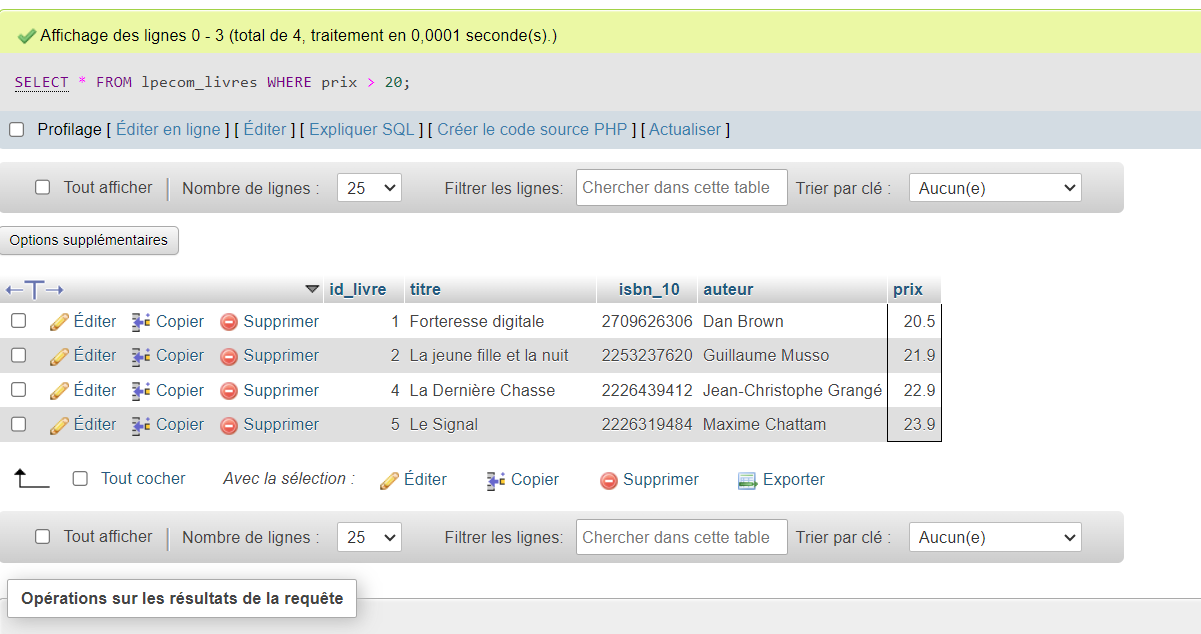 Affichage des lignes 0 - 3 (total de 4, traitement en 0,0001 seconde(s).)
SELECT * FROM lpecom_livres WHERE prix > 20;
Profilage [ Éditer en ligne ] [ Éditer ] [ Expliquer SQL ] [ Créer le code source PHP ] [ Actualiser ]
Tout afficher Nombre de lignes : 25 Filtrer les lignes: Chercher dans cette table Trier par clé : Aucun(e)
Options supplémentaires
id_livre titre isbn_10 auteur prix
Éditer Copier Supprimer 1 Forteresse digitale 2709626306 Dan Brown 20.5
Éditer Copier Supprimer 2 La jeune fille et la nuit 2253237620 Guillaume Musso 21.9
Éditer Copier Supprimer 4 La Dernière Chasse 2226439412 Jean-Christophe Grangé 22.9
Éditer Copier Supprimer 5 Le Signal 2226319484 Maxime Chattam 23.9
Tout cocher Avec la sélection : Éditer Copier Supprimer Exporter
Tout afficher Nombre de lignes : 25 Filtrer les lignes: Chercher dans cette table Trier par clé : Aucun(e)
Opérations sur les résultats de la requête